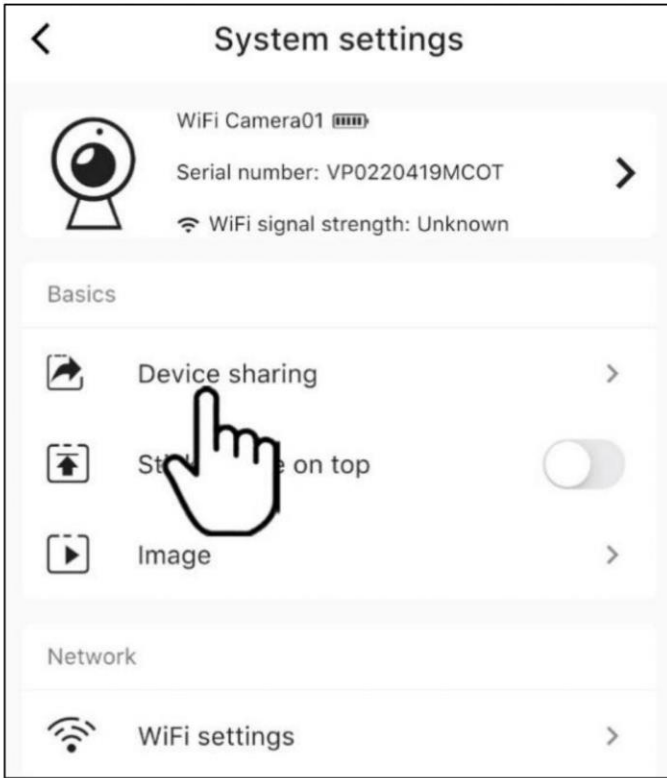 System settings
WiFi Camera01
Serial number: VP0220419MCOT
WiFi signal strength: Unknown
Basics
Device sharing
on top
Image
Network
WiFi settings